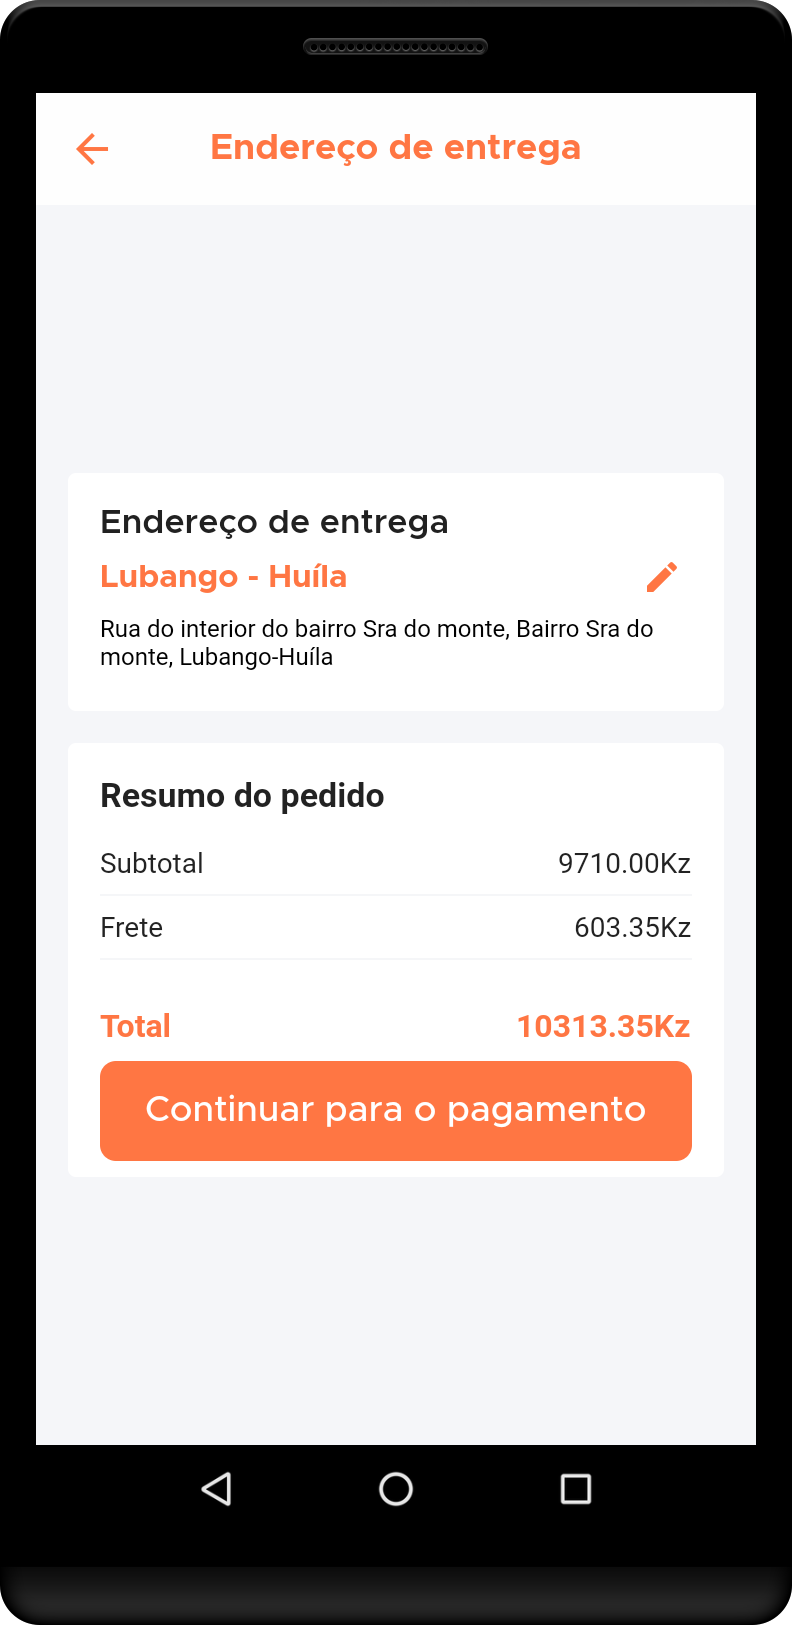 Endereço de entrega
Endereço de entrega
Lubango - Huíla
Rua do interior do bairro Sra do monte, Bairro Sra do
monte, Lubango-Huíla
Resumo do pedido
Subtotal 9710.00Kz
Frete 603.35Kz
Total 10313.35Kz
Continuar para o pagamento